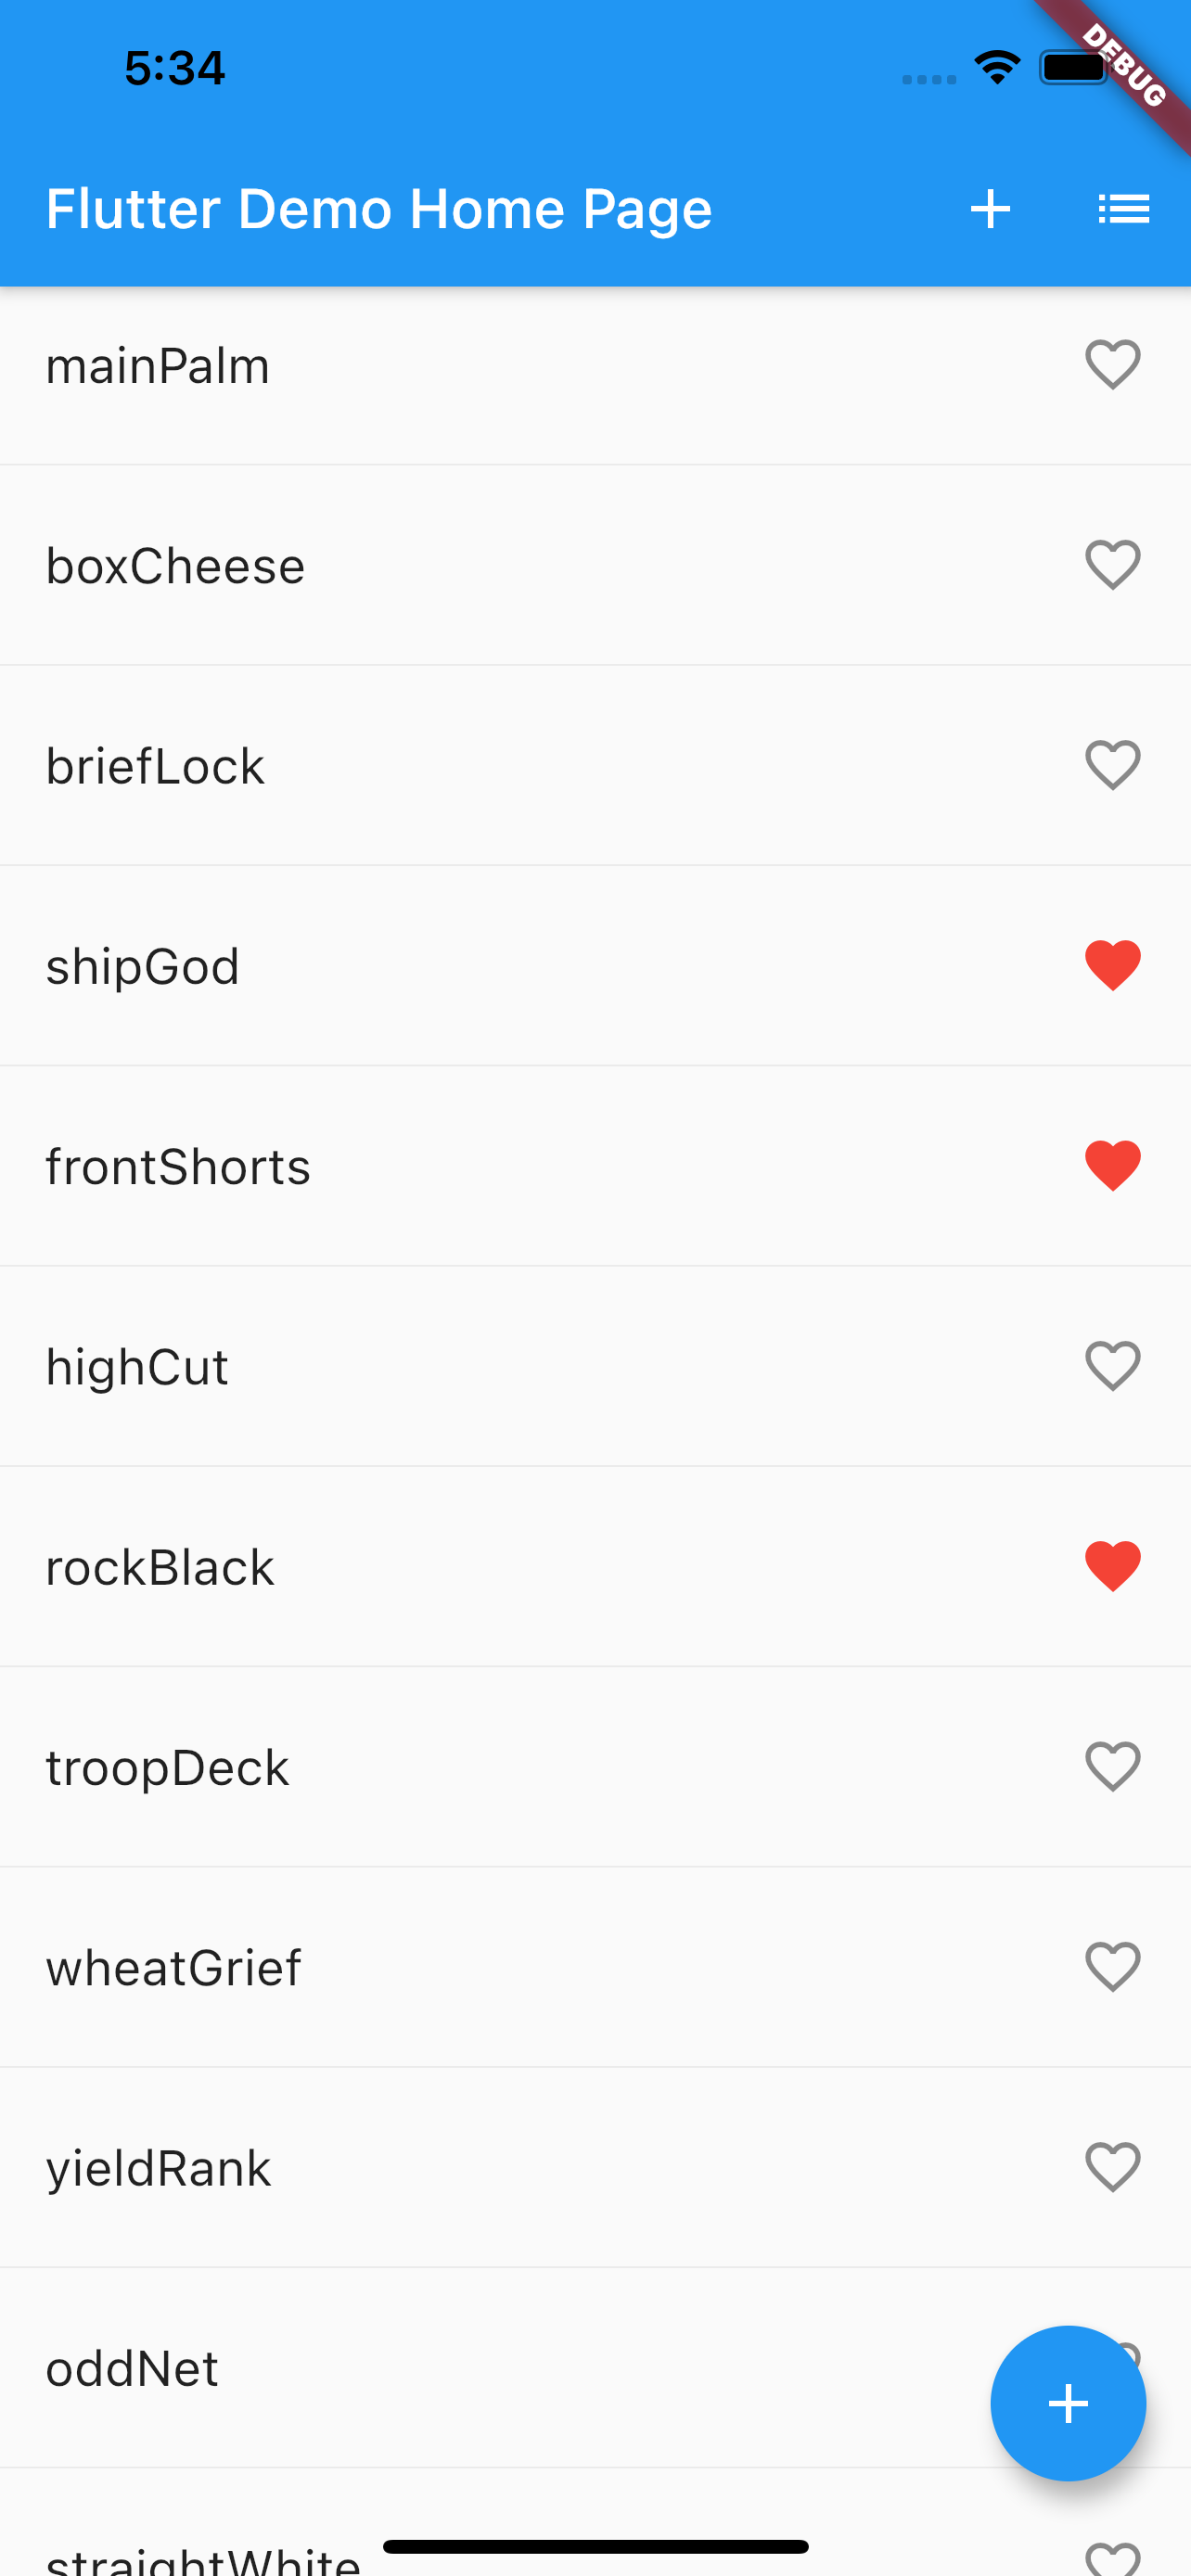 5:34
DEBUG
Flutter Demo Home Page
mainPalm
boxCheese
briefLock
shipGod
frontShorts
highCut
rockBlack
troopDeck
wheatGrief
yieldRank
oddNet
straightWhite